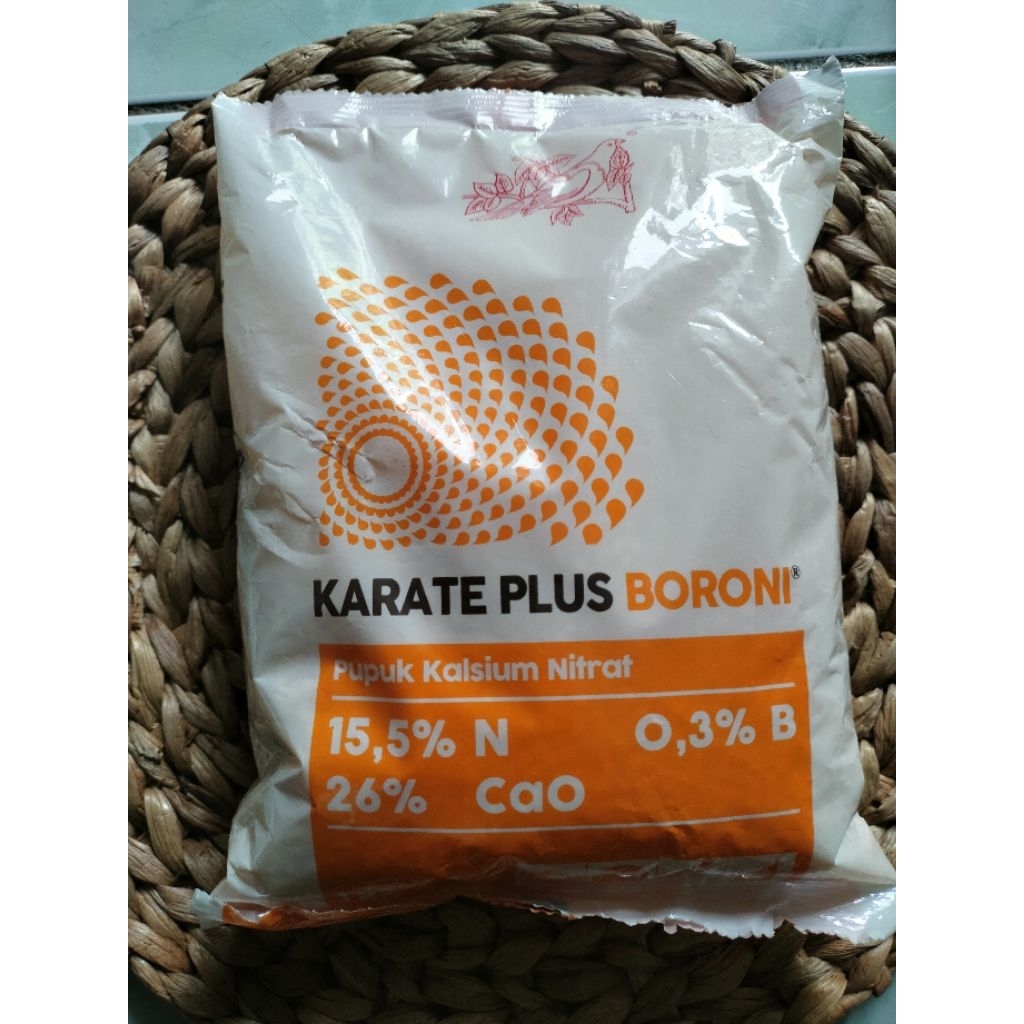 KARATE PLUS BORONI®
Pupuk Kalsium Nitrat
15,5% N 0,3% B
26% CaO